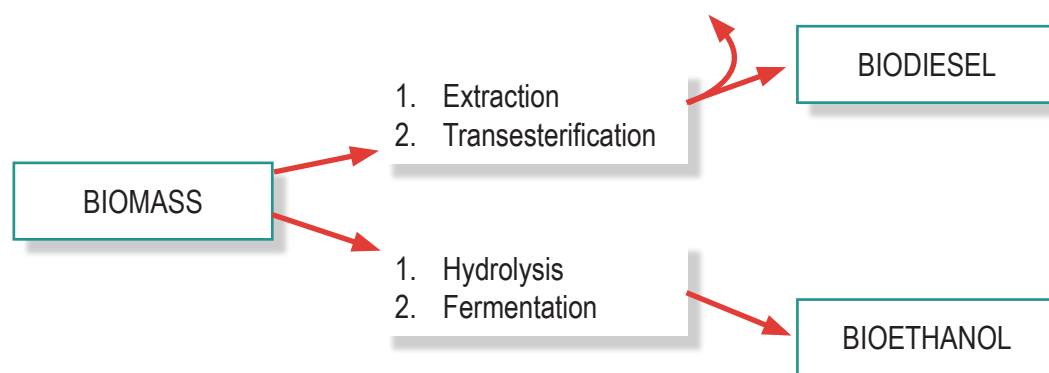 BIODIESEL
1. Extraction
2. Transesterification
BIOMASS
1. Hydrolysis
2. Fermentation
BIOETHANOL